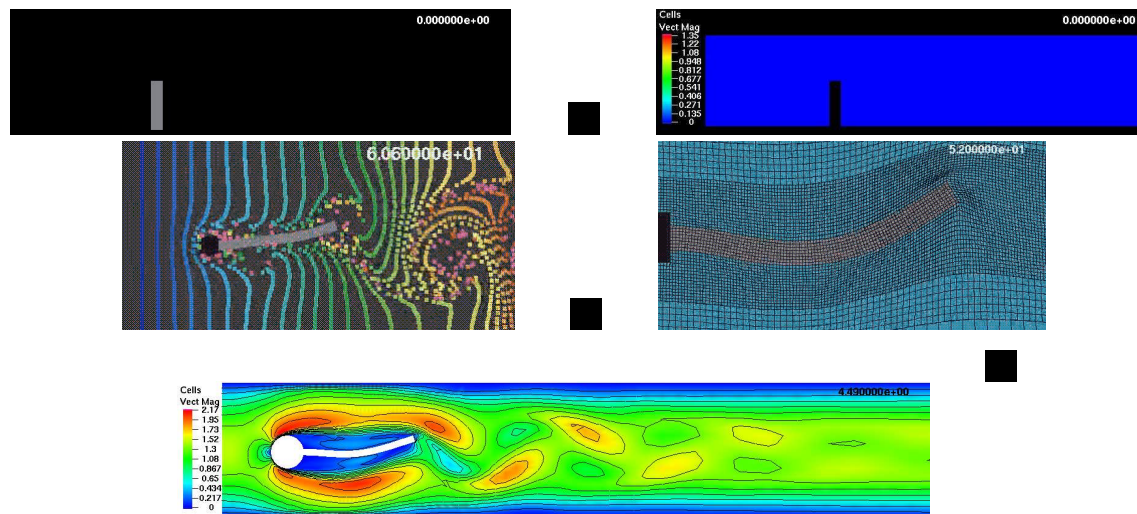 0.000000e+00
Cells
Vect Mag
1.35
1.22
1.08
0.948
0.812
0.677
0.541
0.406
0.271
0.135
0
0.000000e+00
6.060000e+01
5.200000e+01
Cells
Vect Mag
2.17
1.95
1.73
1.52
1.3
1.08
0.867
0.65
0.434
0.217
0
4.490000e+00